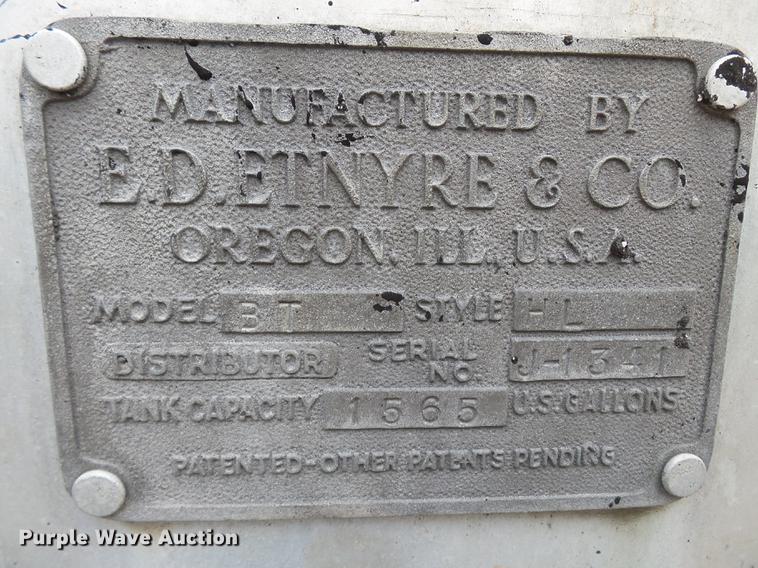 MANUFACTURED BY
E.D. ETNYRE & CO.
OREGON, ILL., U.S.A.
MODEL BT STYLE HL
DISTRIBUTOR SERIAL NO. J-1341
TANK CAPACITY 1565 U.S. GALLONS
PATENTED-OTHER PATENTS PENDING
Purple Wave Auction